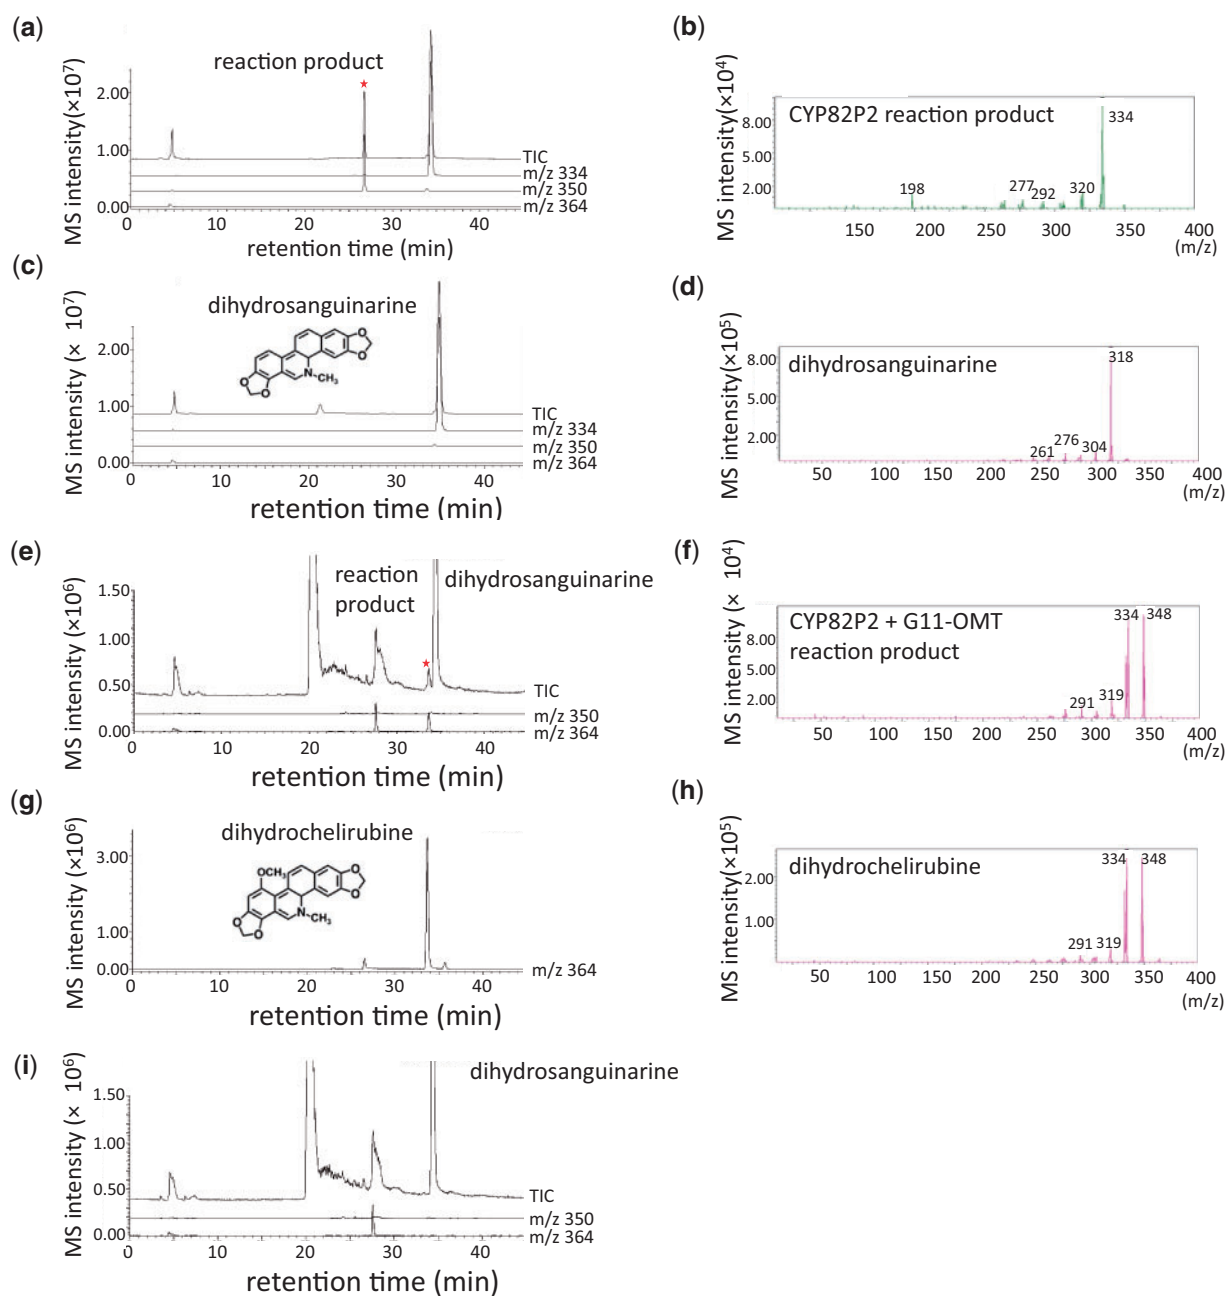 (a)
MS intensity(×10⁷)
reaction product
2.00
1.00
0.00
TIC
m/z 334
m/z 350
m/z 364
0 10 20 30 40
retention time (min)
(b)
MS intensity(×10⁴)
CYP82P2 reaction product
8.00
5.00
2.00
198
277
292
320
334
150 200 250 300 350 400
(m/z)
(c)
MS intensity (× 10⁷)
dihydrosanguinarine
O
O
N
CH₃
O
O
2.00
1.00
0.00
TIC
m/z 334
m/z 350
m/z 364
0 10 20 30 40
retention time (min)
(d)
MS intensity(×10⁵)
dihydrosanguinarine
8.00
5.00
2.00
261
276
304
318
50 100 150 200 250 300 350 400
(m/z)
(e)
MS intensity (×10⁶)
reaction
product
dihydrosanguinarine
1.50
1.00
0.50
0.00
TIC
m/z 350
m/z 364
0 10 20 30 40
retention time (min)
(f)
MS intensity (× 10⁴)
CYP82P2 + G11-OMT
reaction product
8.00
5.00
2.00
291
319
334
348
50 100 150 200 250 300 350 400
(m/z)
(g)
MS intensity (×10⁶)
dihydrochelirubine
OCH₃
O
O
N
CH₃
O
O
3.00
1.00
0.00
m/z 364
0 10 20 30 40
retention time (min)
(h)
MS intensity (×10⁵)
dihydrochelirubine
2.00
1.00
291
319
334
348
50 100 150 200 250 300 350 400
(m/z)
(i)
MS intensity (× 10⁶)
dihydrosanguinarine
1.50
1.00
0.50
0.00
TIC
m/z 350
m/z 364
0 10 20 30 40
retention time (min)